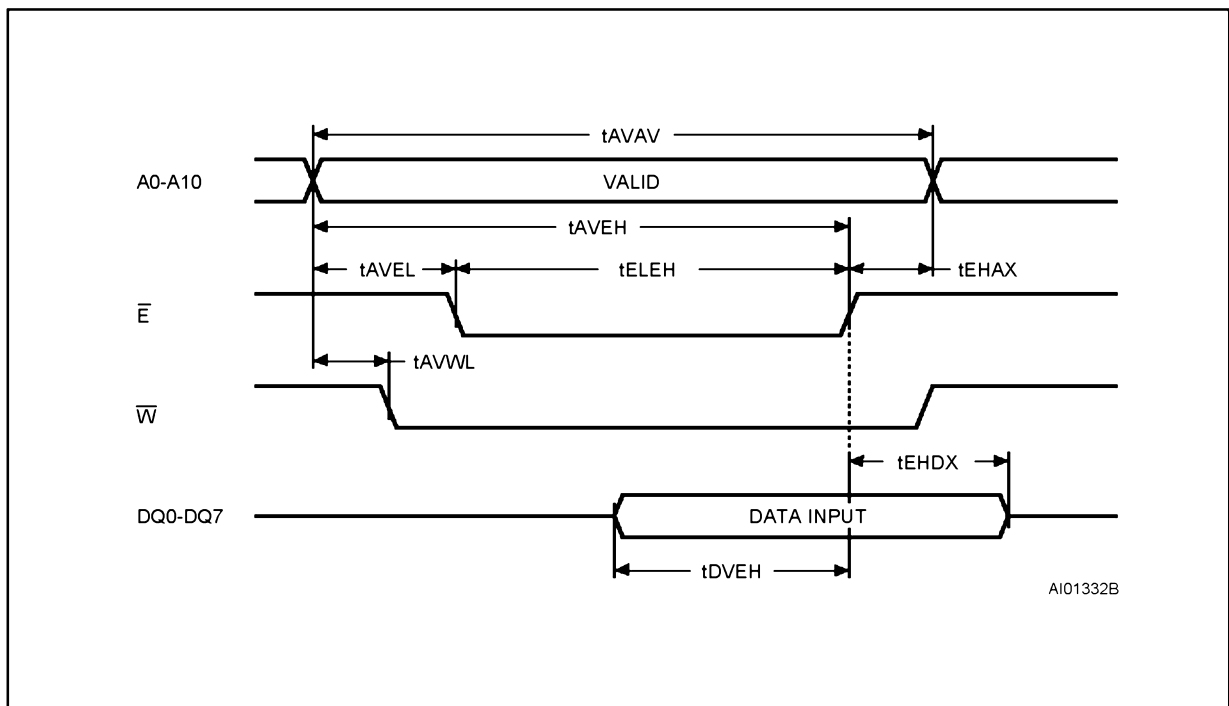 tAVAV
A0-A10
VALID
tAVEH
tAVEL
tELEH
tEHAX
E̅
tAVWL
W̅
tEHDX
DQ0-DQ7
DATA INPUT
tDVEH
AI01332B